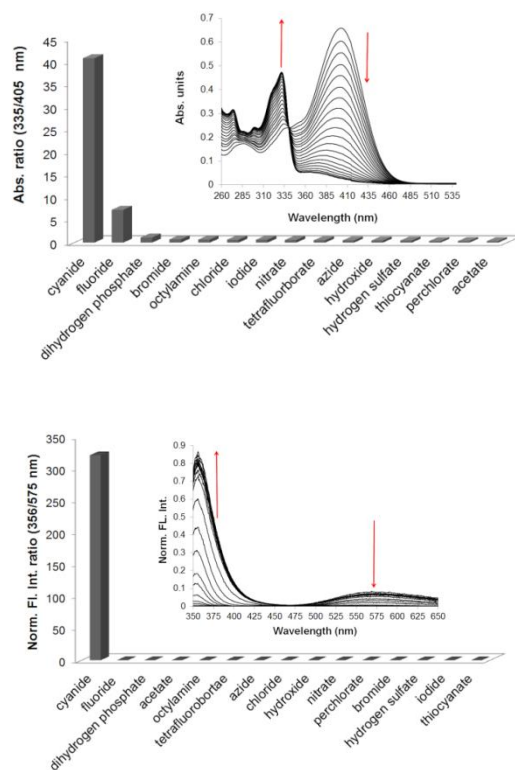 Abs. ratio (335/405 nm)
45
40
35
30
25
20
15
10
5
0
cyanide
fluoride
dihydrogen phosphate
bromide
octylamine
chloride
iodide
nitrate
tetrafluorborate
azide
hydroxide
hydrogen sulfate
thiocyanate
perchlorate
acetate
Abs. units
0.7
0.6
0.5
0.4
0.3
0.2
0.1
0
260 285 310 335 360 385 410 435 460 485 510 535
Wavelength (nm)
Norm. Fl. Int. ratio (356/575 nm)
350
300
250
200
150
100
50
0
cyanide
fluoride
dihydrogen phosphate
acetate
octylamine
tetrafluorobortae
azide
chloride
hydroxide
nitrate
perchlorate
bromide
hydrogen sulfate
iodide
thiocyanate
Norm. FL. Int.
0.9
0.8
0.7
0.6
0.5
0.4
0.3
0.2
0.1
0
350 375 400 425 450 475 500 525 550 575 600 625 650
Wavelength (nm)